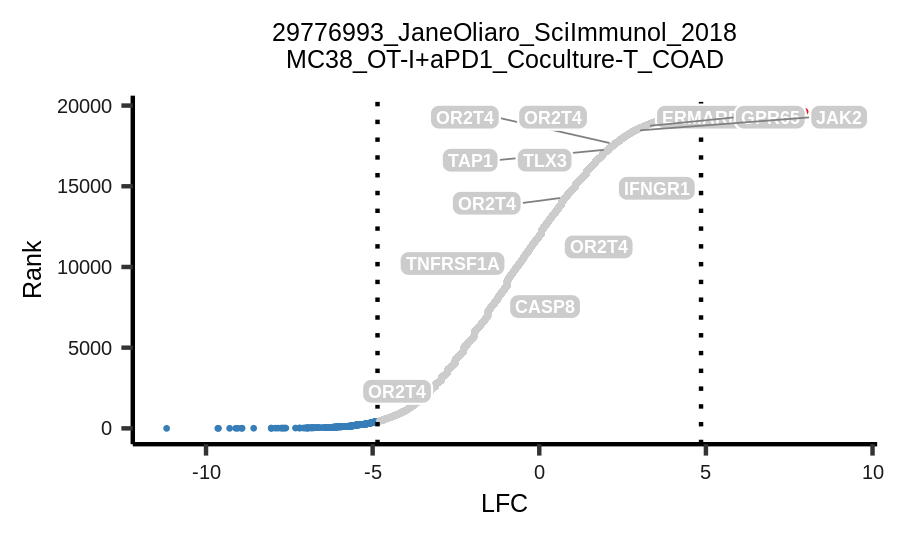 29776993_JaneOliaro_SciImmunol_2018
MC38_OT-I+aPD1_Coculture-T_COAD
20000
15000
10000
5000
0
Rank
OR2T4 OR2T4 GPR65 JAK2
TAP1 TLX3
IFNGR1
OR2T4
OR2T4
TNFRSF1A
CASP8
OR2T4
-10 -5 0 5 10
LFC